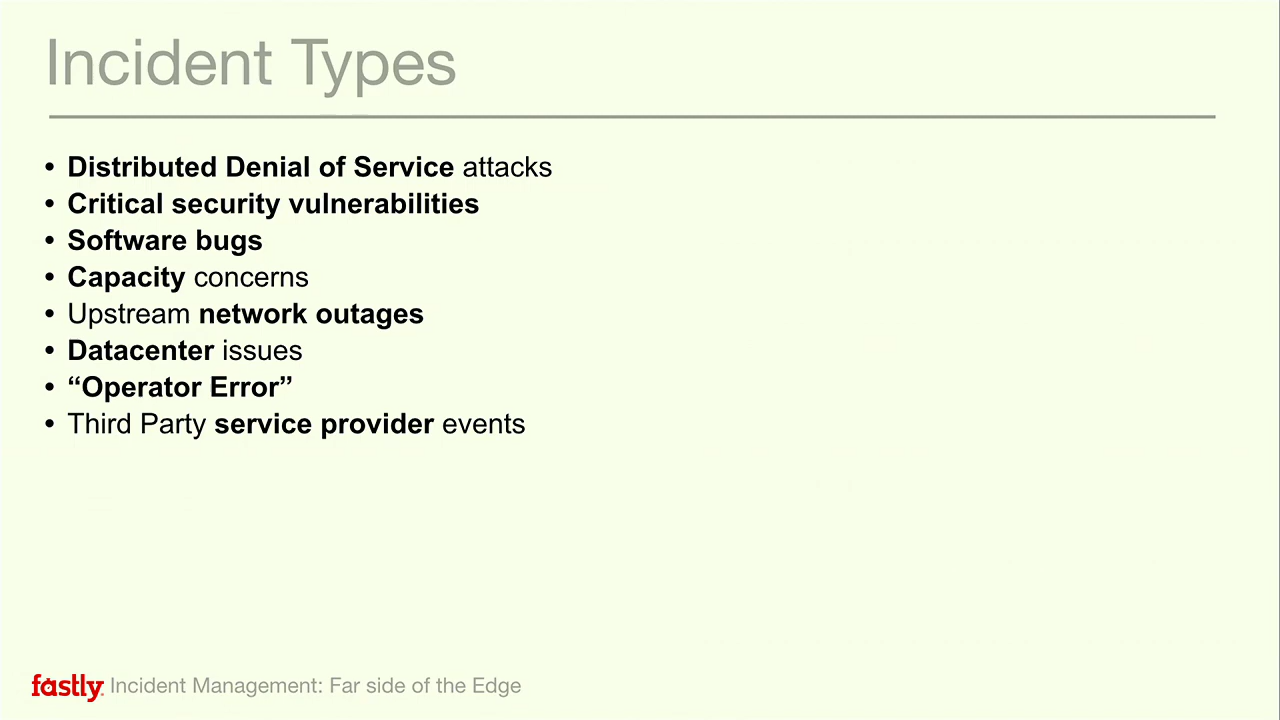 Incident Types
• Distributed Denial of Service attacks
• Critical security vulnerabilities
• Software bugs
• Capacity concerns
• Upstream network outages
• Datacenter issues
• “Operator Error”
• Third Party service provider events
fastly. Incident Management: Far side of the Edge